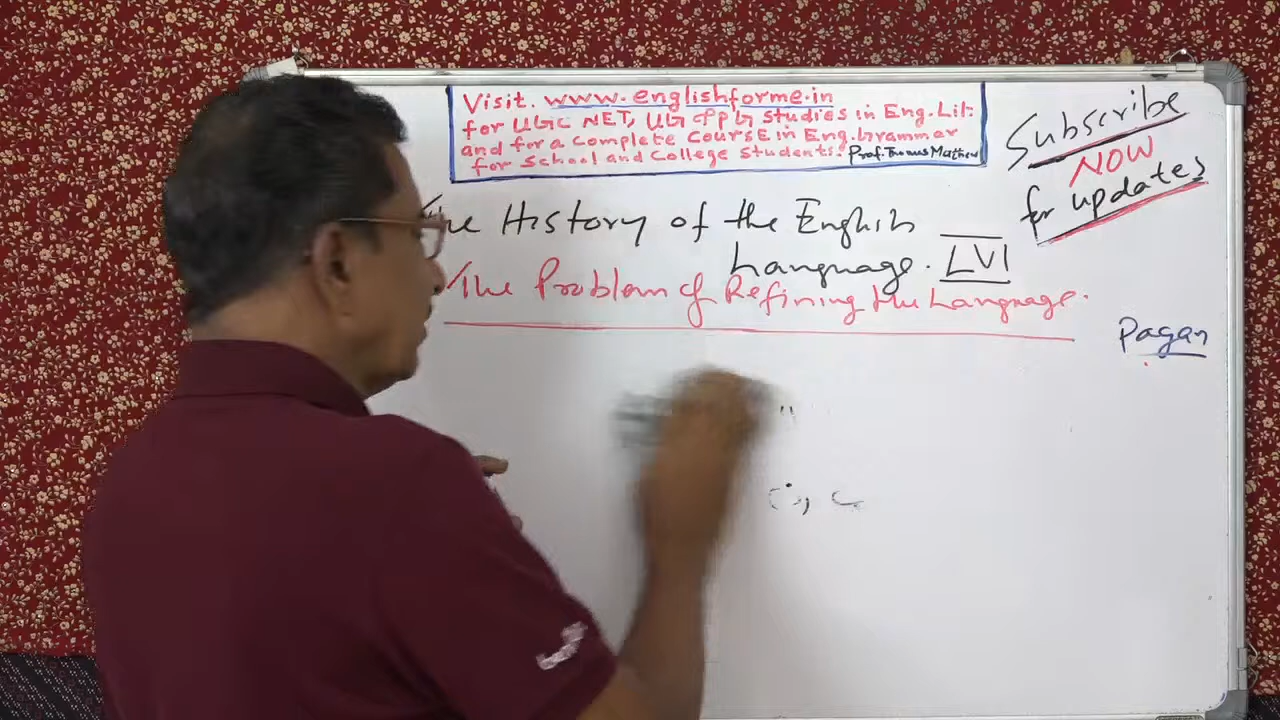 Visit. www.englishforme.in
for UGC NET, UG & PG Studies in Eng. Lit:
and for a Complete Course in Eng. Grammar
for School and College Students. Prof. Thomas Mathew
Subscribe
NOW
for updates
The History of the English
Language. LVI
The Problem of Refining the Language.
Pagan